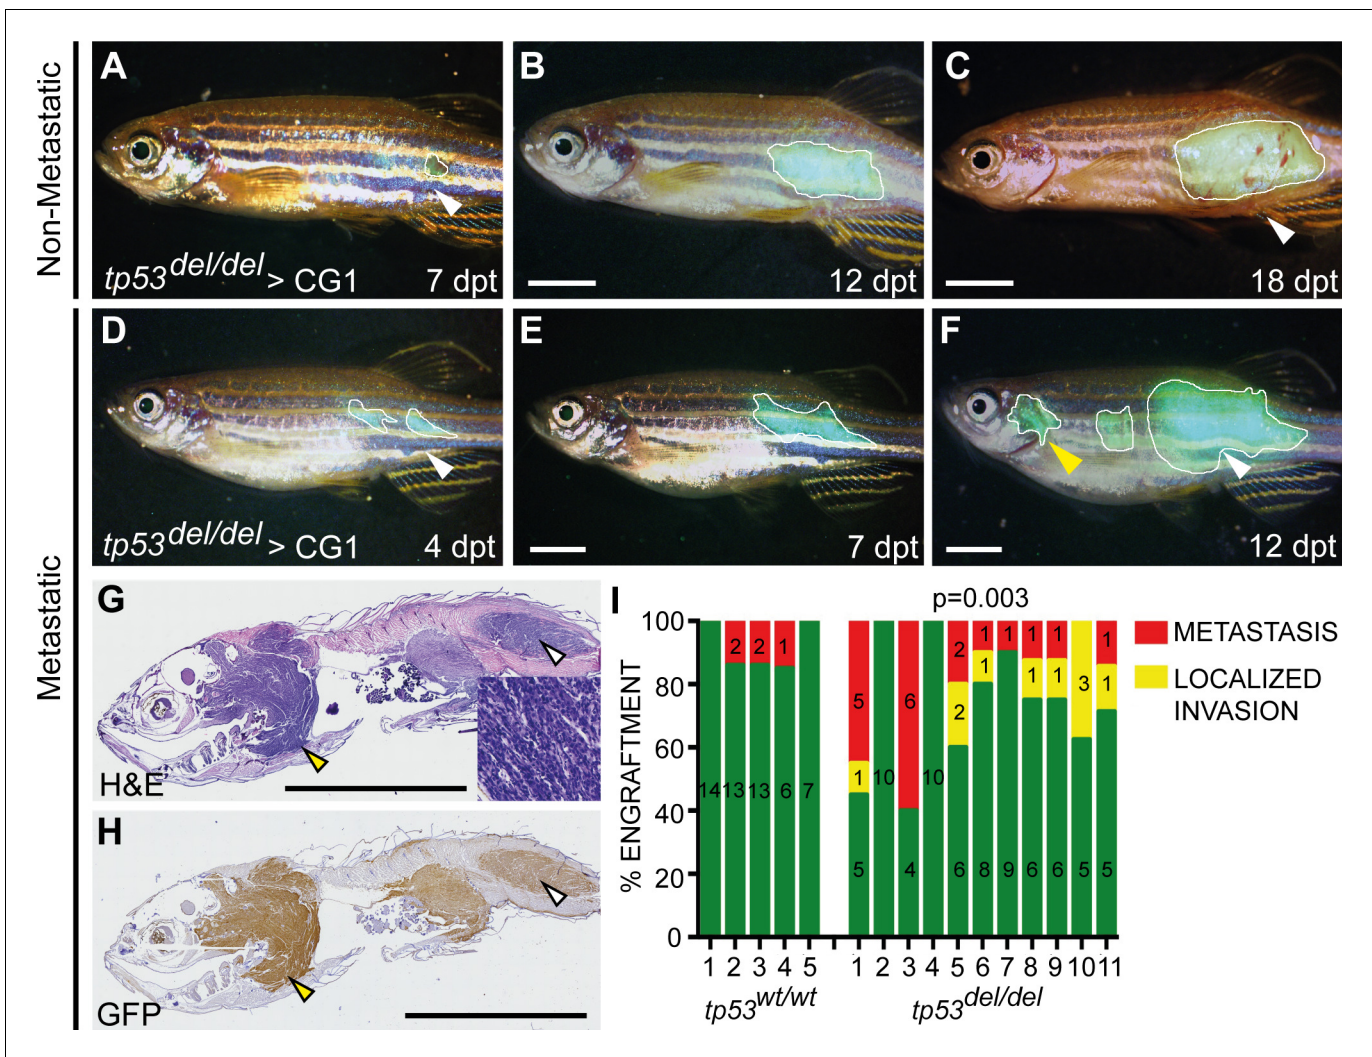 Non-Metastatic
A
tp53del/del > CG1
7 dpt
B
12 dpt
C
18 dpt
Metastatic
D
tp53del/del > CG1
4 dpt
E
7 dpt
F
12 dpt
G
H&E
H
GFP
I
p=0.003
% ENGRAFTMENT
100
80
60
40
20
0
2 2 1
14 13 13 6 7
5 6 2 1 1 1 1 1
1 2 1 1 1 3 1
5 10 4 10 6 8 9 6 6 5 5
1 2 3 4 5 1 2 3 4 5 6 7 8 9 10 11
tp53wt/wt tp53del/del
METASTASIS
LOCALIZED
INVASION